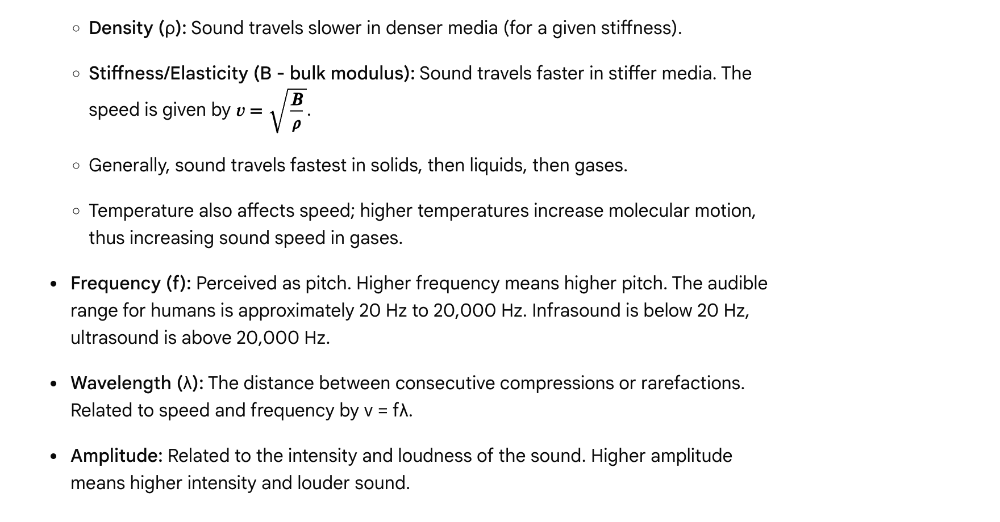 ◦ Density (ρ): Sound travels slower in denser media (for a given stiffness).
◦ Stiffness/Elasticity (B - bulk modulus): Sound travels faster in stiffer media. The
speed is given by v = √(B/ρ).
◦ Generally, sound travels fastest in solids, then liquids, then gases.
◦ Temperature also affects speed; higher temperatures increase molecular motion,
thus increasing sound speed in gases.
• Frequency (f): Perceived as pitch. Higher frequency means higher pitch. The audible
range for humans is approximately 20 Hz to 20,000 Hz. Infrasound is below 20 Hz,
ultrasound is above 20,000 Hz.
• Wavelength (λ): The distance between consecutive compressions or rarefactions.
Related to speed and frequency by v = fλ.
• Amplitude: Related to the intensity and loudness of the sound. Higher amplitude
means higher intensity and louder sound.